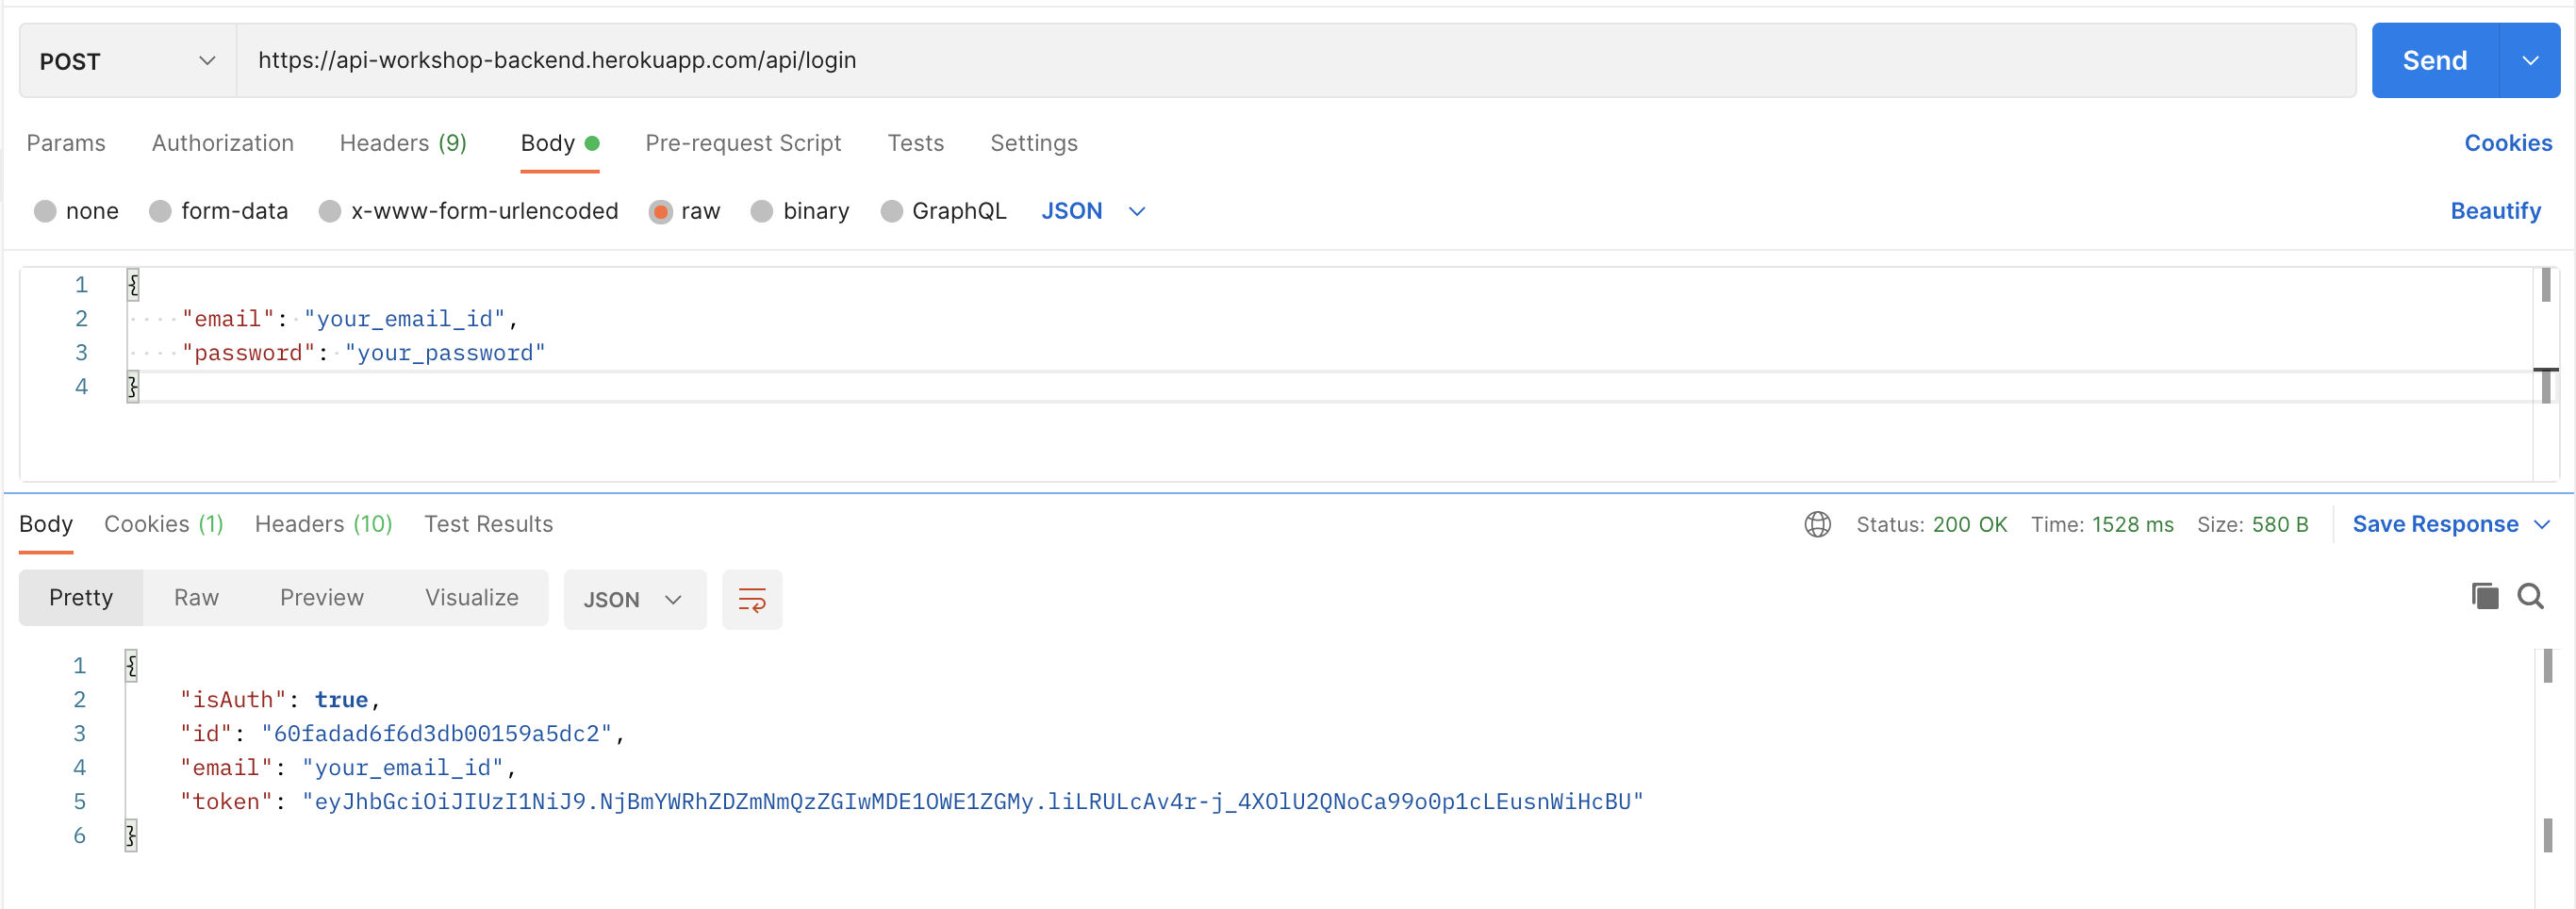 POST https://api-workshop-backend.herokuapp.com/api/login Send
Params Authorization Headers (9) Body Pre-request Script Tests Settings Cookies
none form-data x-www-form-urlencoded raw binary GraphQL JSON Beautify
1 {
2 "email": "your_email_id",
3 "password": "your_password"
4 }
Body Cookies (1) Headers (10) Test Results Status: 200 OK Time: 1528 ms Size: 580 B Save Response
Pretty Raw Preview Visualize JSON
1 {
2 "isAuth": true,
3 "id": "60fadad6f6d3db00159a5dc2",
4 "email": "your_email_id",
5 "token": "eyJhbGciOiJIUzI1NiJ9.NjBmYWRhZDZmNmQzZGIwMDE1OWE1ZGMy.liLRULcAv4r-j_4XOlU2QNoCa99o0p1cLEusnWiHcBU"
6 }